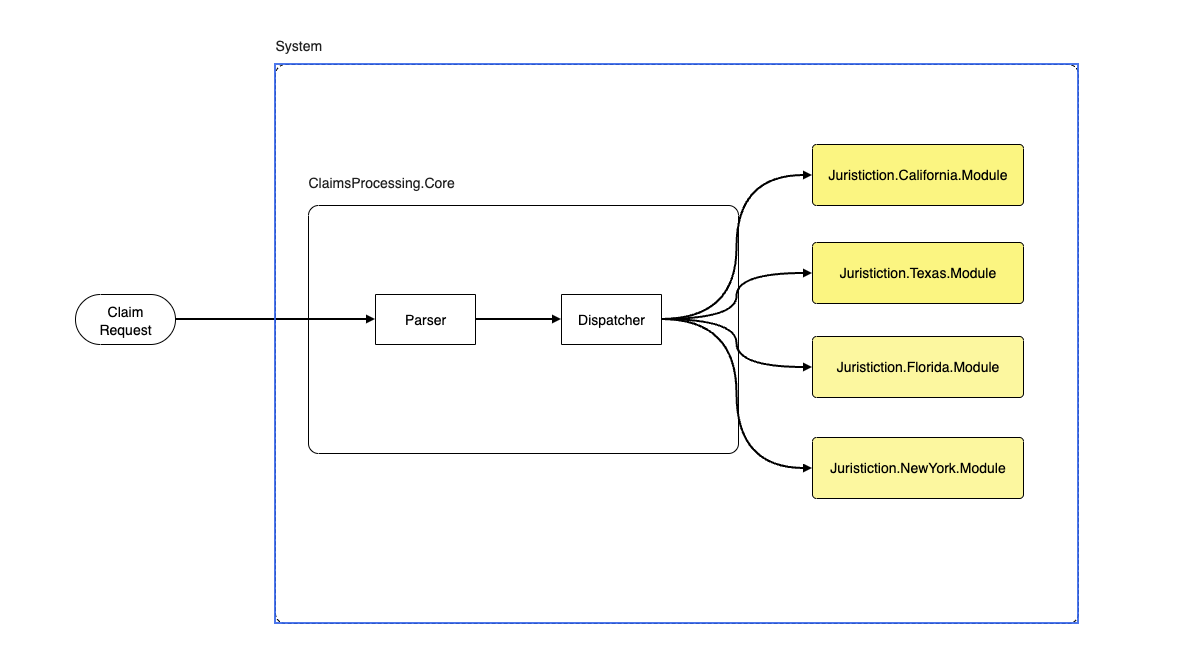 System
ClaimsProcessing.Core
Claim
Request
Parser
Dispatcher
Juristiction.California.Module
Juristiction.Texas.Module
Juristiction.Florida.Module
Juristiction.NewYork.Module